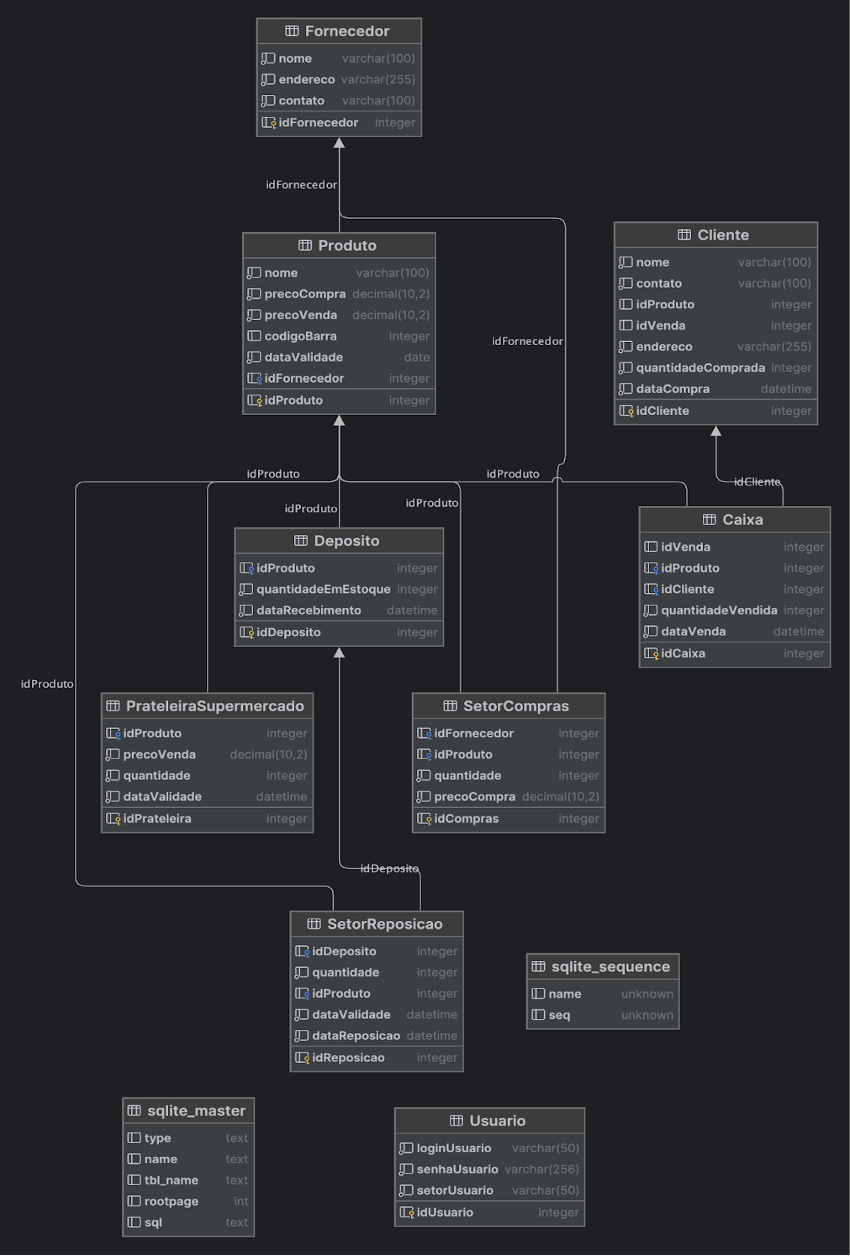 Fornecedor
nome varchar(100)
endereco varchar(255)
contato varchar(100)
idFornecedor integer
idFornecedor
Produto
nome varchar(100)
precoCompra decimal(10,2)
precoVenda decimal(10,2)
codigoBarra integer
dataValidade date
idFornecedor integer
idProduto integer
Cliente
nome varchar(100)
contato varchar(100)
idProduto integer
idVenda integer
endereco varchar(255)
quantidadeComprada integer
dataCompra datetime
idCliente integer
idFornecedor
idProduto
idProduto
idCliente
idProduto
idProduto
Deposito
idProduto integer
quantidadeEmEstoque integer
dataRecebimento datetime
idDeposito integer
Caixa
idVenda integer
idProduto integer
idCliente integer
quantidadeVendida integer
dataVenda datetime
idCaixa integer
idProduto
PrateleiraSupermercado
idProduto integer
precoVenda decimal(10,2)
quantidade integer
dataValidade datetime
idPrateleira integer
SetorCompras
idFornecedor integer
idProduto integer
quantidade integer
precoCompra decimal(10,2)
idCompras integer
idDeposito
SetorReposicao
idDeposito integer
quantidade integer
idProduto integer
dataValidade datetime
dataReposicao datetime
idReposicao integer
sqlite_sequence
name unknown
seq unknown
sqlite_master
type text
name text
tbl_name text
rootpage int
sql text
Usuario
loginUsuario varchar(50)
senhaUsuario varchar(256)
setorUsuario varchar(50)
idUsuario integer